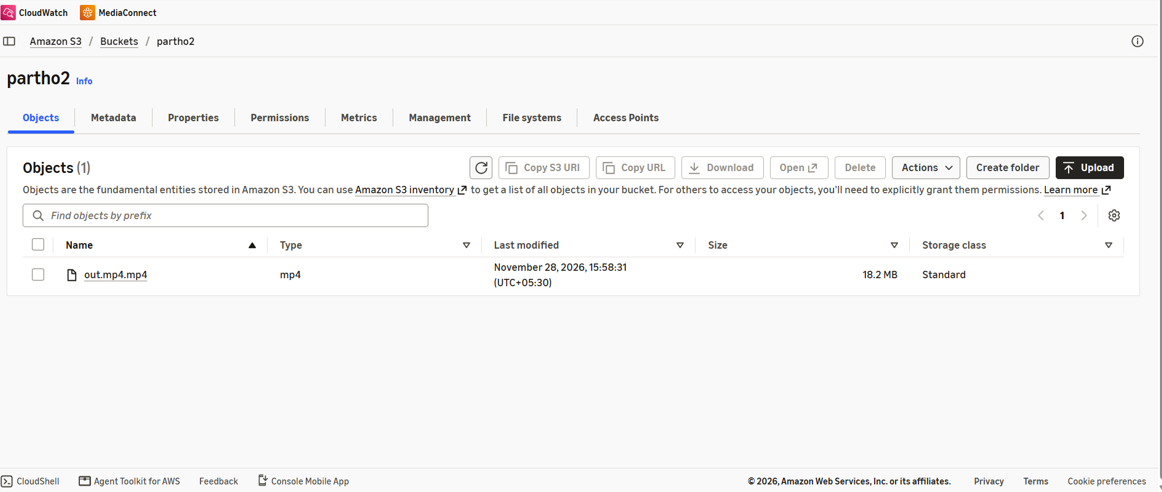 CloudWatch MediaConnect
Amazon S3 / Buckets / partho2
partho2 Info
Objects Metadata Properties Permissions Metrics Management File systems Access Points
Objects (1) Copy S3 URI Copy URL Download Open Delete Actions Create folder Upload
Objects are the fundamental entities stored in Amazon S3. You can use Amazon S3 inventory to get a list of all objects in your bucket. For others to access your objects, you'll need to explicitly grant them permissions. Learn more
Find objects by prefix 1
Name Type Last modified Size Storage class
out.mp4.mp4 mp4 November 28, 2026, 15:58:31 18.2 MB Standard
(UTC+05:30)
CloudShell Agent Toolkit for AWS Feedback Console Mobile App © 2026, Amazon Web Services, Inc. or its affiliates. Privacy Terms Cookie preferences